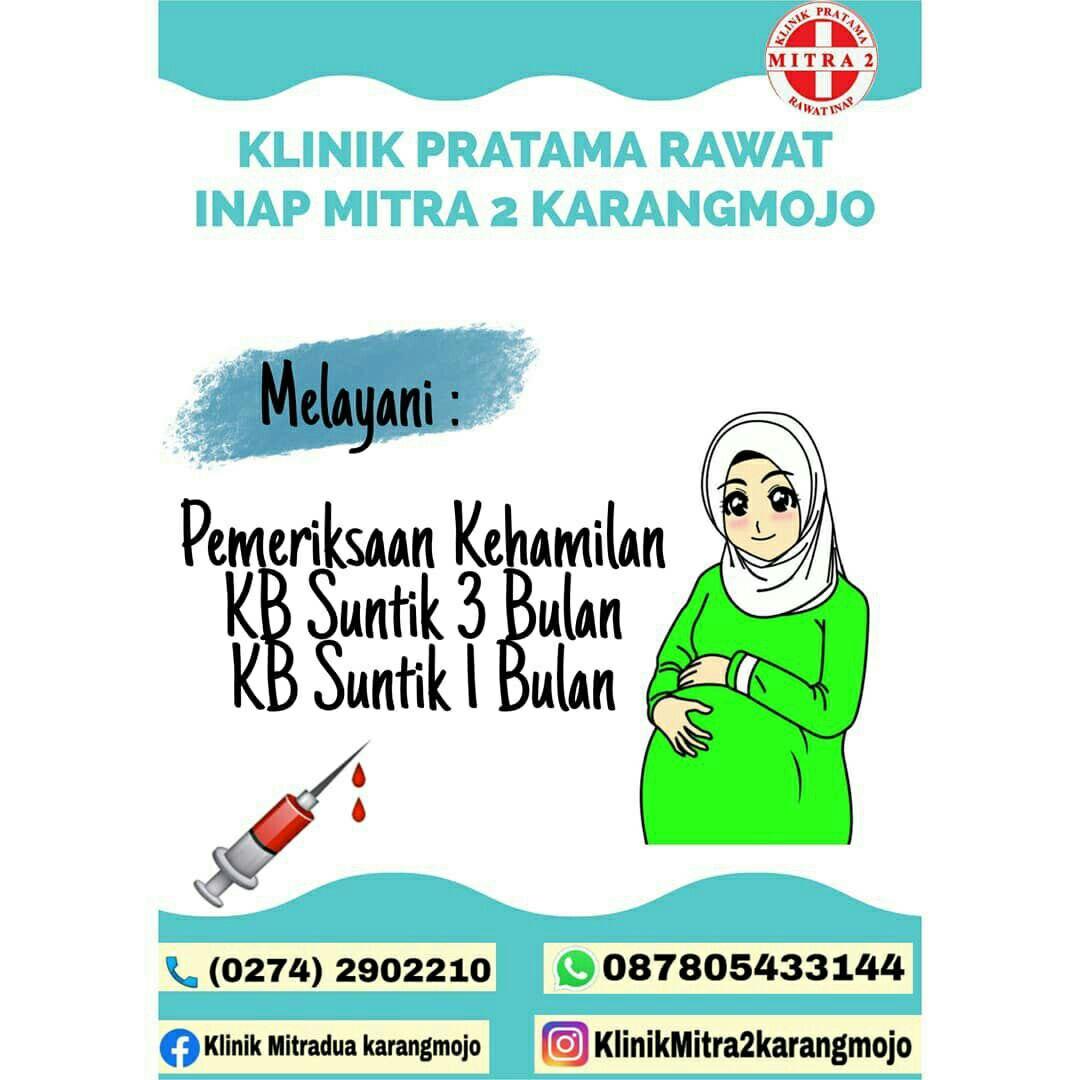 KLINIK PRATAMA
MITRA 2
RAWAT INAP
KLINIK PRATAMA RAWAT
INAP MITRA 2 KARANGMOJO
Melayani :
Pemeriksaan Kehamilan
KB Suntik 3 Bulan
KB Suntik 1 Bulan
(0274) 2902210
087805433144
Klinik Mitradua karangmojo
KlinikMitra2karangmojo